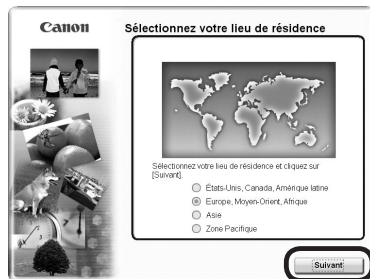 Canon
Sélectionnez votre lieu de résidence
Sélectionnez votre lieu de résidence et cliquez sur
[Suivant].
États-Unis, Canada, Amérique latine
Europe, Moyen-Orient, Afrique
Asie
Zone Pacifique
Suivant